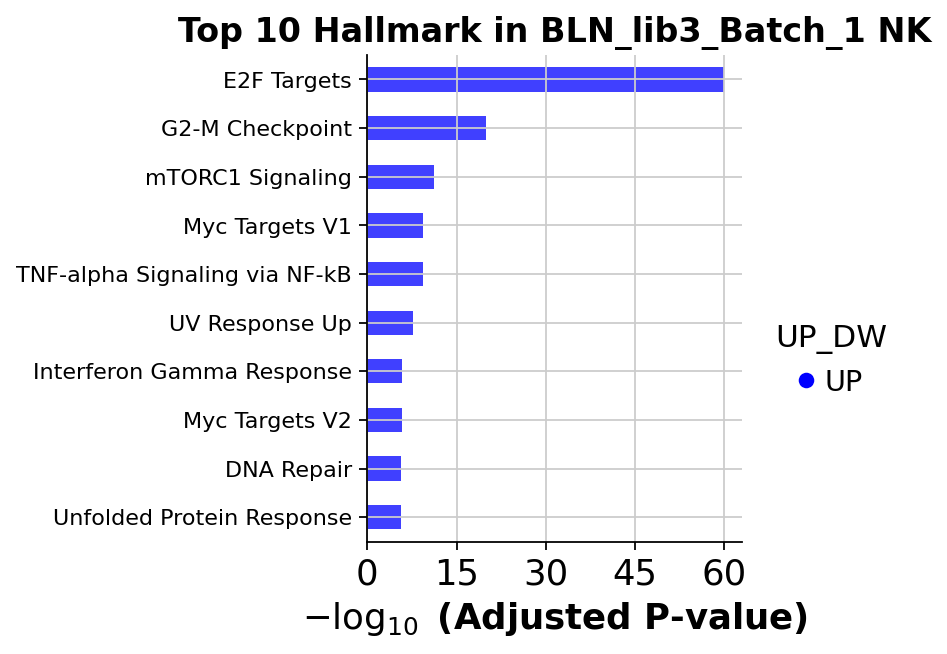 Top 10 Hallmark in BLN_lib3_Batch_1 NK
E2F Targets
G2-M Checkpoint
mTORC1 Signaling
Myc Targets V1
TNF-alpha Signaling via NF-kB
UV Response Up
Interferon Gamma Response
Myc Targets V2
DNA Repair
Unfolded Protein Response
0 15 30 45 60
−log₁₀ (Adjusted P-value)
UP_DW
UP